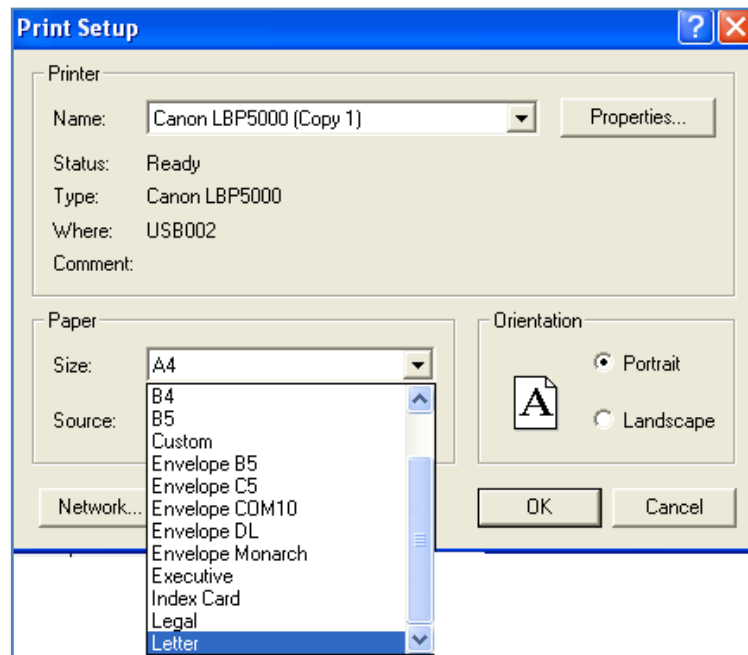 Print Setup
Printer
Name: Canon LBP5000 (Copy 1) Properties...
Status: Ready
Type: Canon LBP5000
Where: USB002
Comment:
Paper
Size: A4
Source:
B4
B5
Custom
Envelope B5
Envelope C5
Envelope COM10
Envelope DL
Envelope Monarch
Executive
Index Card
Legal
Letter
Orientation
A
Portrait
Landscape
Network...
OK
Cancel